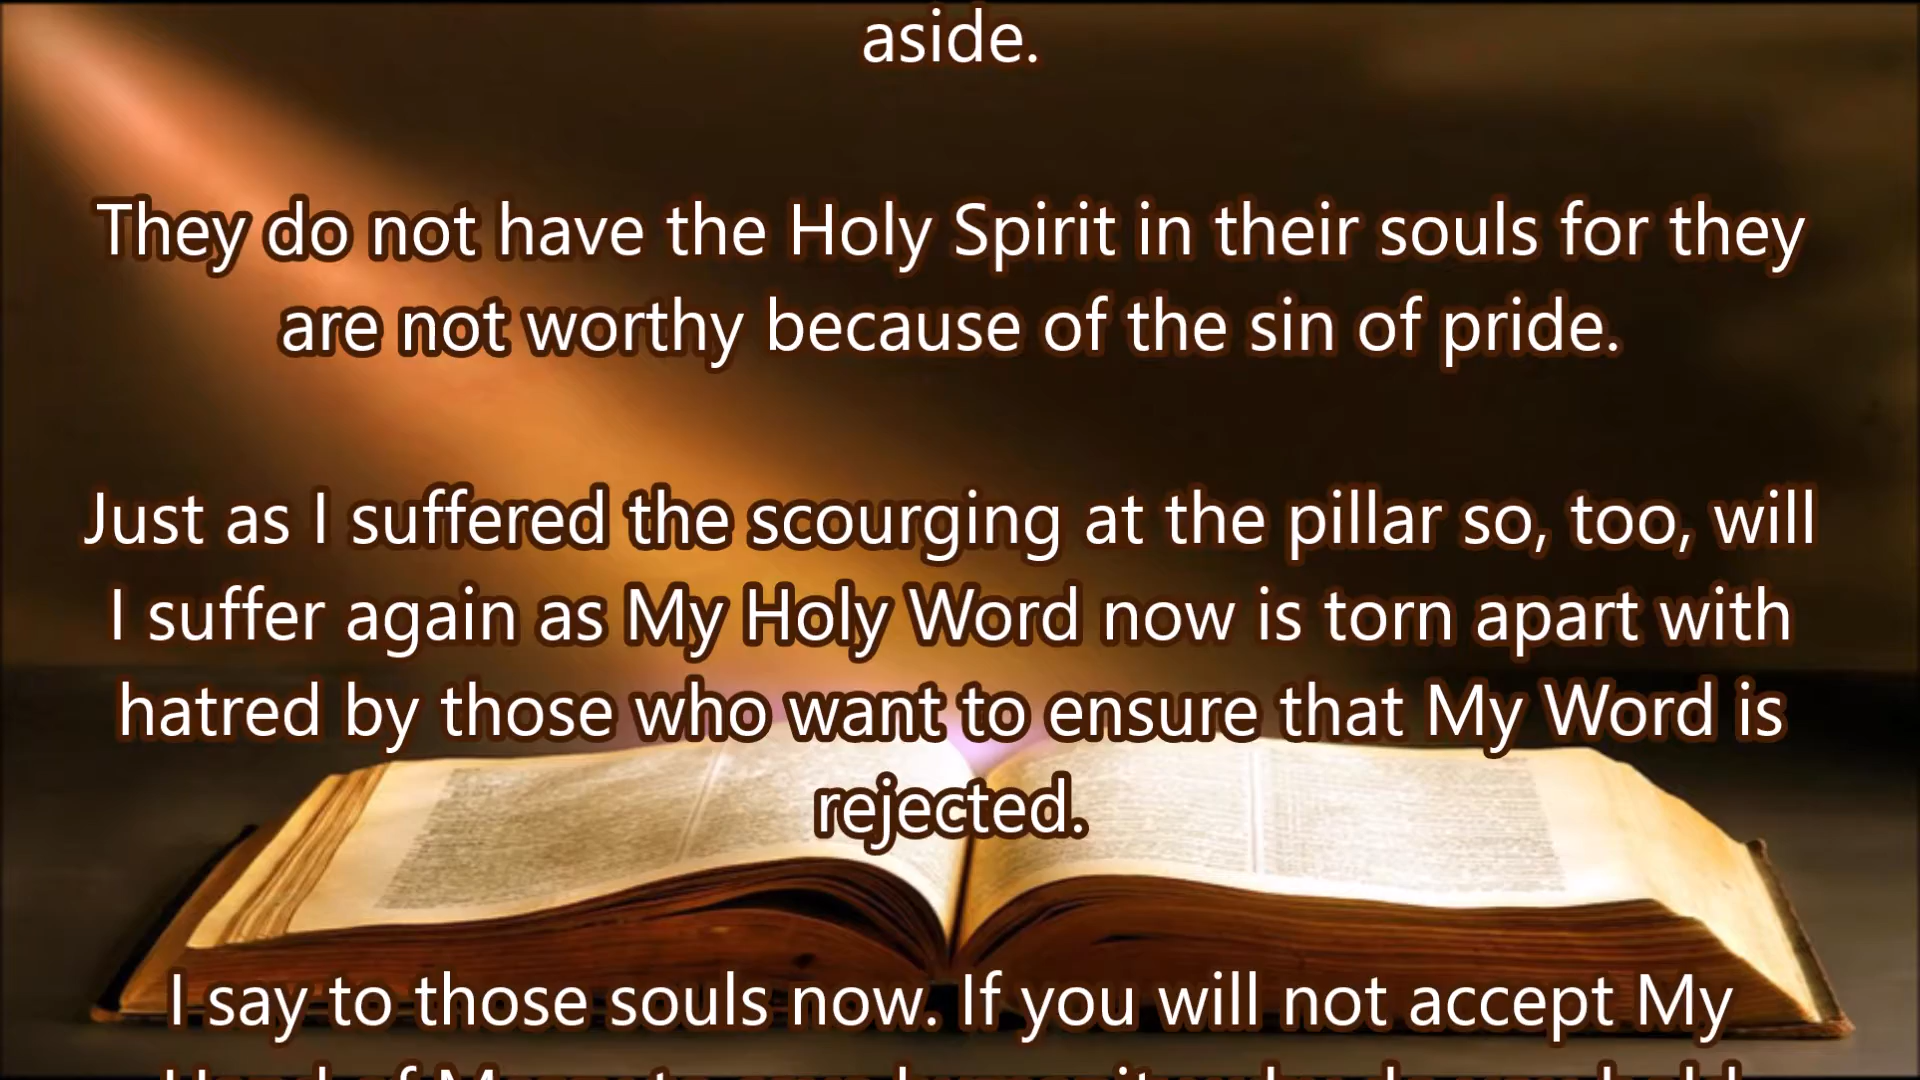 aside.
They do not have the Holy Spirit in their souls for they
are not worthy because of the sin of pride.
Just as I suffered the scourging at the pillar so, too, will
I suffer again as My Holy Word now is torn apart with
hatred by those who want to ensure that My Word is
rejected.
I say to those souls now. If you will not accept My